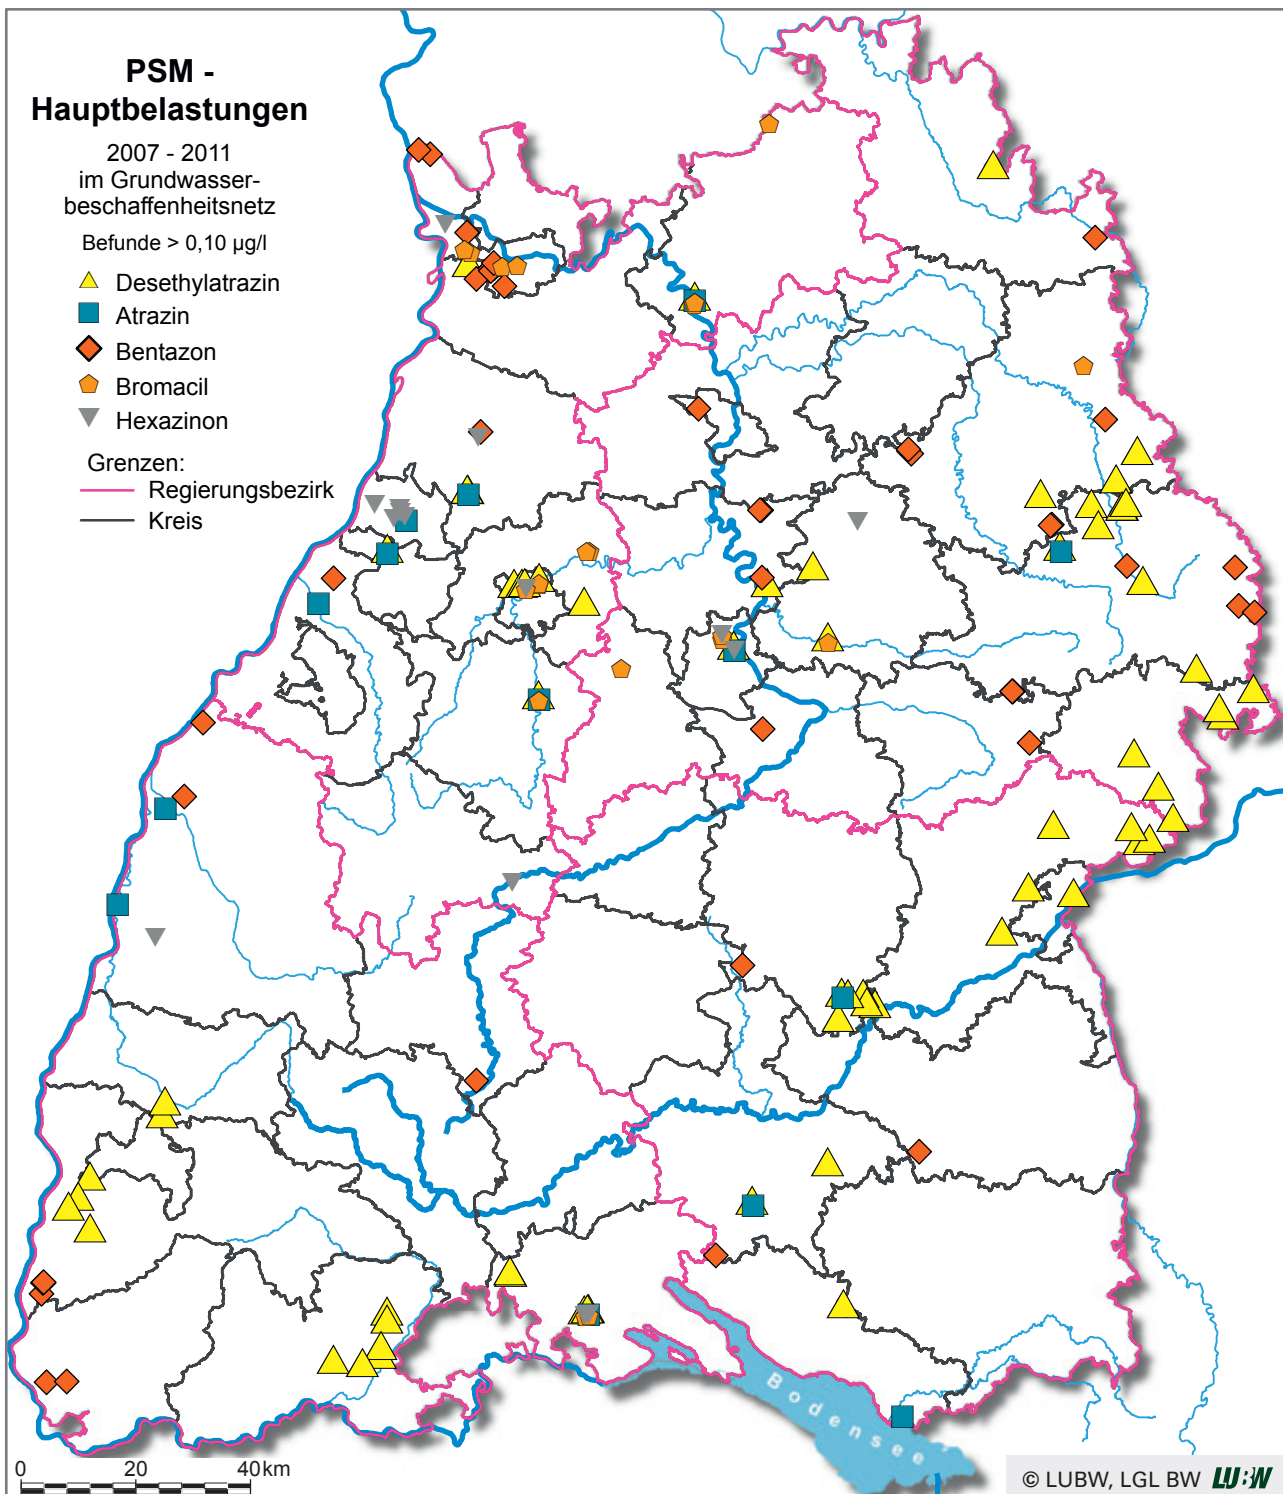 PSM -
Hauptbelastungen
2007 - 2011
im Grundwasser-
beschaffenheitsnetz
Befunde > 0,10 µg/l
Desethylatrazin
Atrazin
Bentazon
Bromacil
Hexazinon
Grenzen:
Regierungsbezirk
Kreis
Bodensee
0 20 40km
© LUBW, LGL BW LUBW